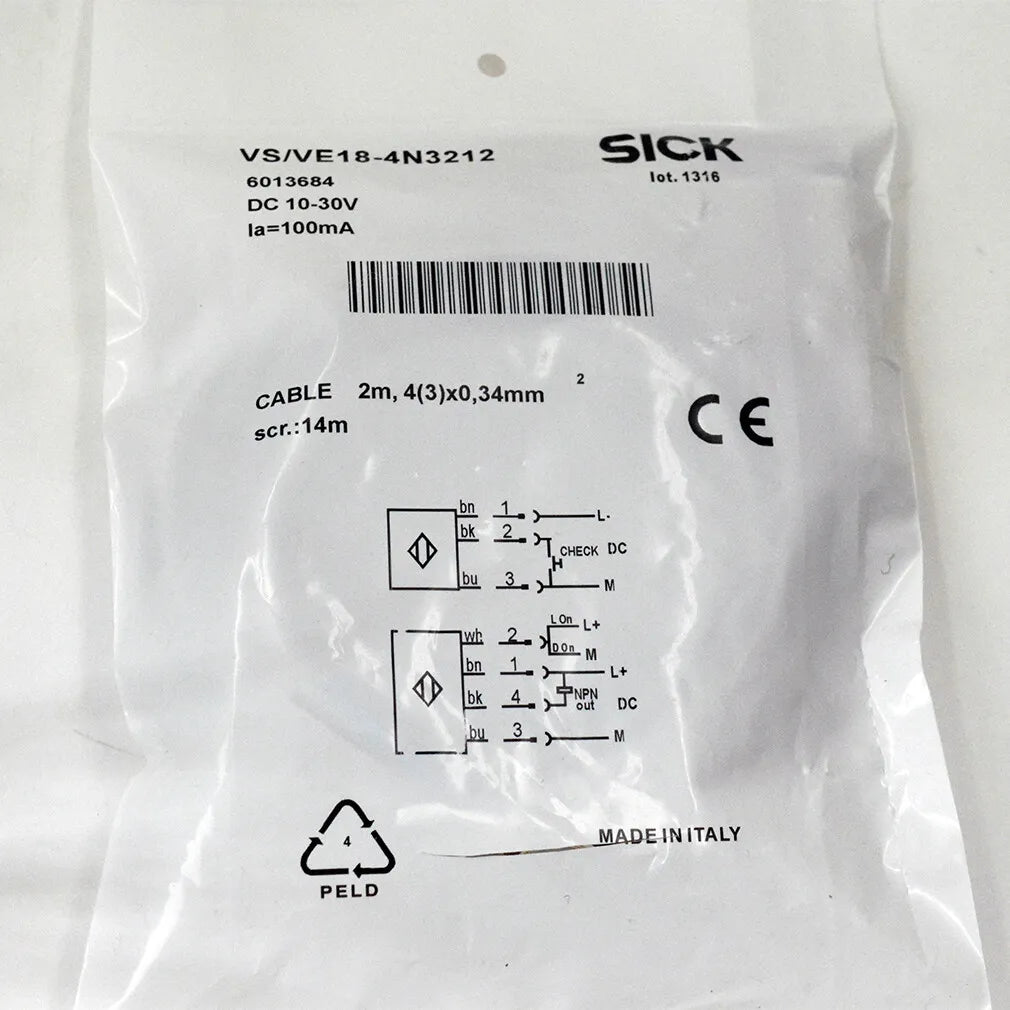 VS/VE18-4N3212
SICK
lot. 1316
6013684
DC 10-30V
Ia=100mA
CABLE 2m, 4(3)x0,34mm 2
scr.:14m
CE
bn 1 L-
bk 2 CHECK DC
bu 3 M
wh 2 L On L+
D On M
bn 1 L+
bk 4 NPN out DC
bu 3 M
4
PELD
MADE IN ITALY